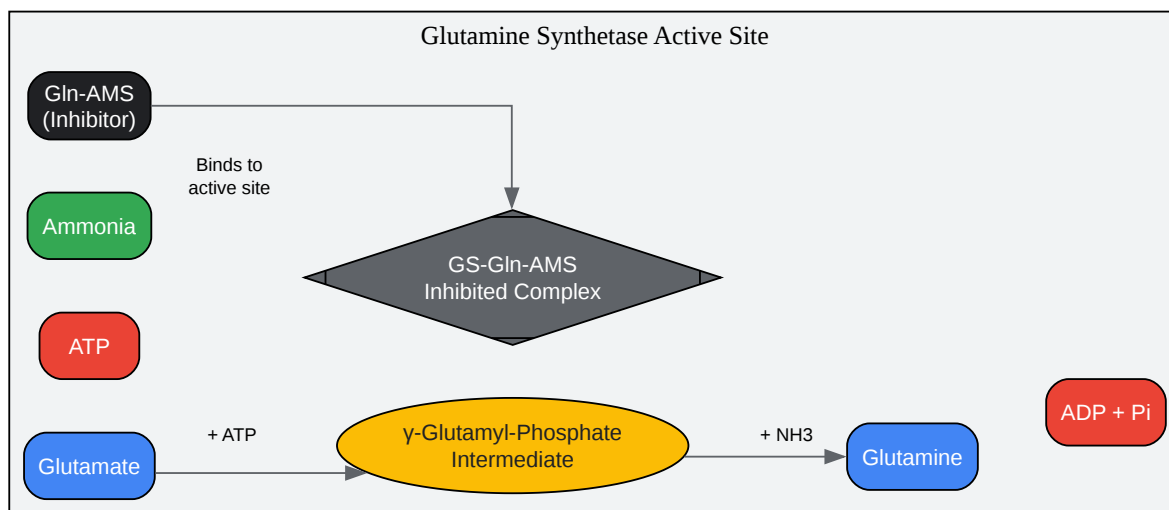 Glutamine Synthetase Active Site
Gln-AMS
(Inhibitor)
Binds to
active site
Ammonia
GS-Gln-AMS
Inhibited Complex
ATP
ADP + Pi
Glutamate
+ ATP
γ-Glutamyl-Phosphate
Intermediate
+ NH3
Glutamine